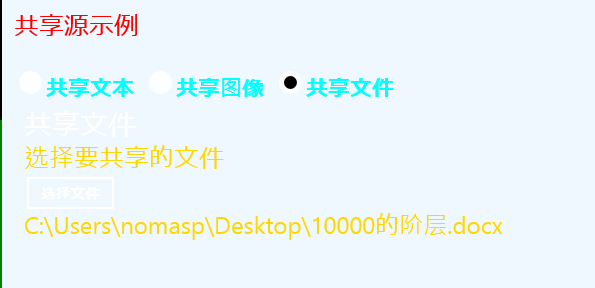 共享源示例
共享文本 共享图像 共享文件
共享文件
选择要共享的文件
选择文件
C:\Users\nomasp\Desktop\10000的阶层.docx